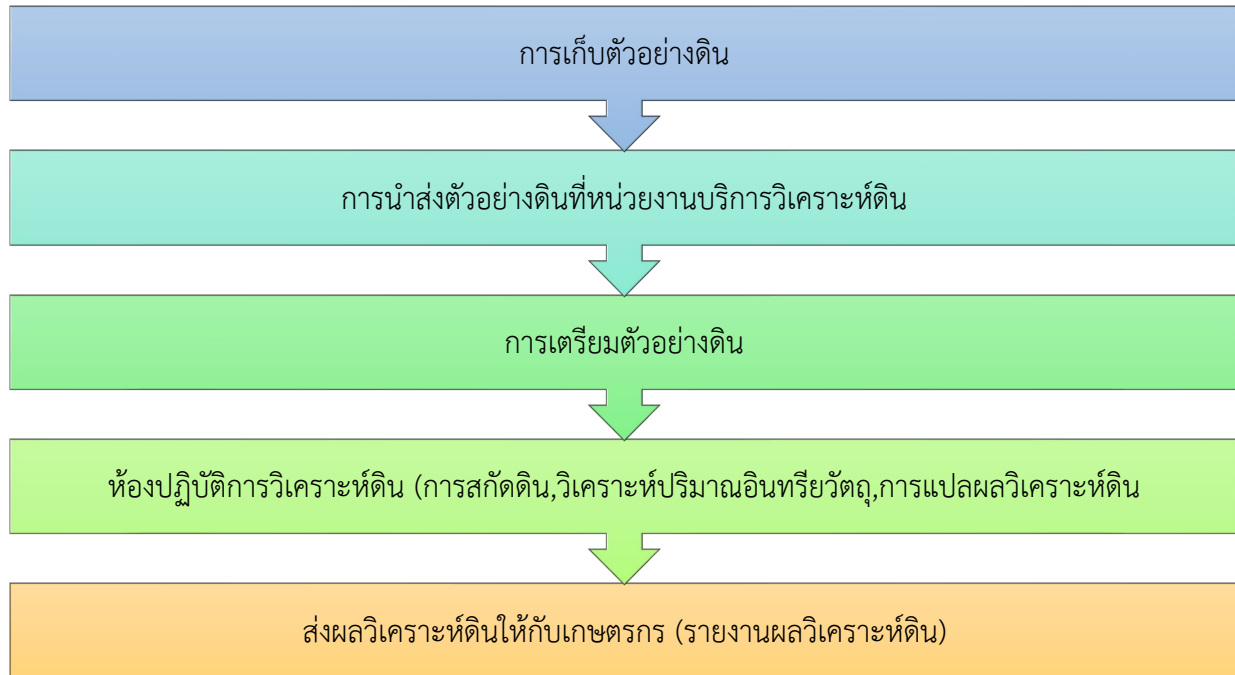 การเก็บตัวอย่างดิน
การนำส่งตัวอย่างดินที่หน่วยงานบริการวิเคราะห์ดิน
การเตรียมตัวอย่างดิน
ห้องปฏิบัติการวิเคราะห์ดิน (การสกัดดิน,วิเคราะห์ปริมาณอินทรียวัตถุ,การแปลผลวิเคราะห์ดิน
ส่งผลวิเคราะห์ดินให้กับเกษตรกร (รายงานผลวิเคราะห์ดิน)